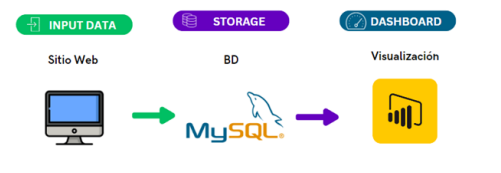 INPUT DATA
STORAGE
DASHBOARD
Sitio Web
BD
Visualización
MySQL®